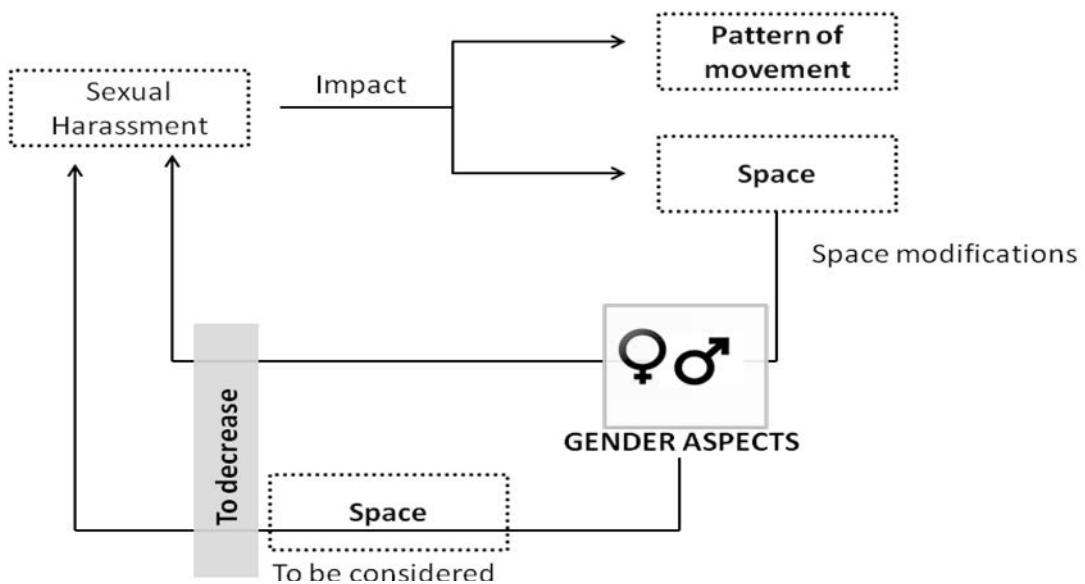 Pattern of
movement
Sexual
Harassment
Impact
Space
Space modifications
GENDER ASPECTS
To decrease
Space
To be considered